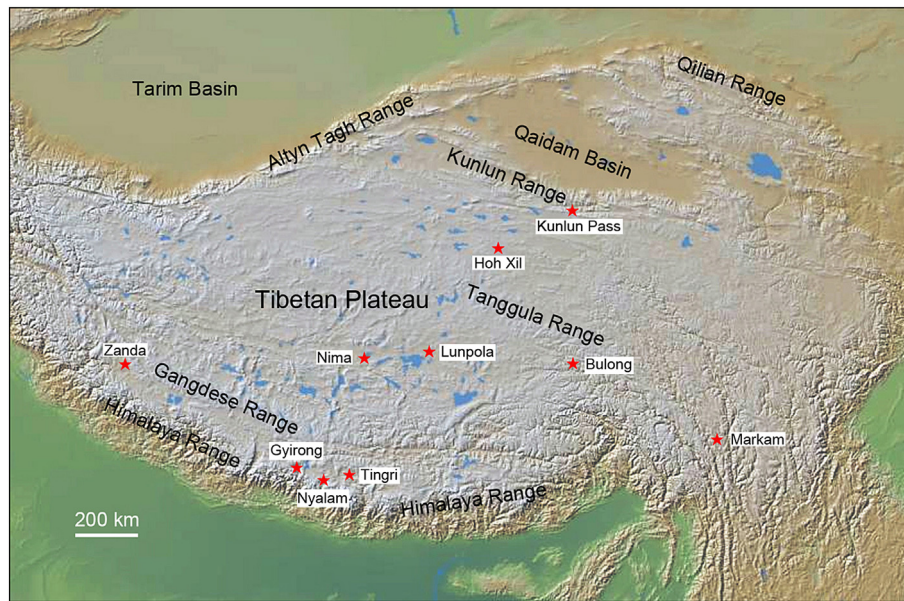 Tarim Basin
Qilian Range
Altyn Tagh Range
Qaidam Basin
Kunlun Range
Kunlun Pass
Hoh Xil
Tibetan Plateau
Tanggula Range
Zanda
Nima
Lunpola
Bulong
Gangdese Range
Himalaya Range
Markam
Gyirong
Tingri
Nyalam
Himalaya Range
200 km